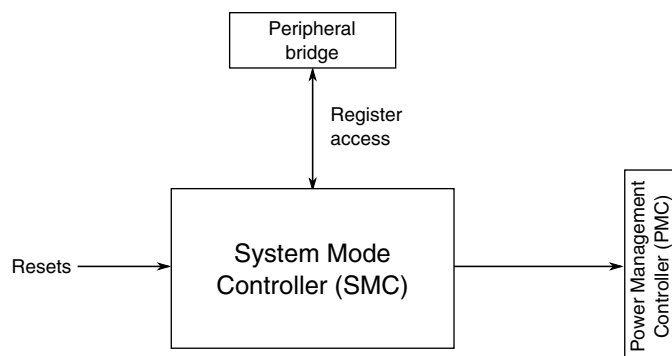 Peripheral
bridge
Register
access
Resets
System Mode
Controller (SMC)
Power Management
Controller (PMC)